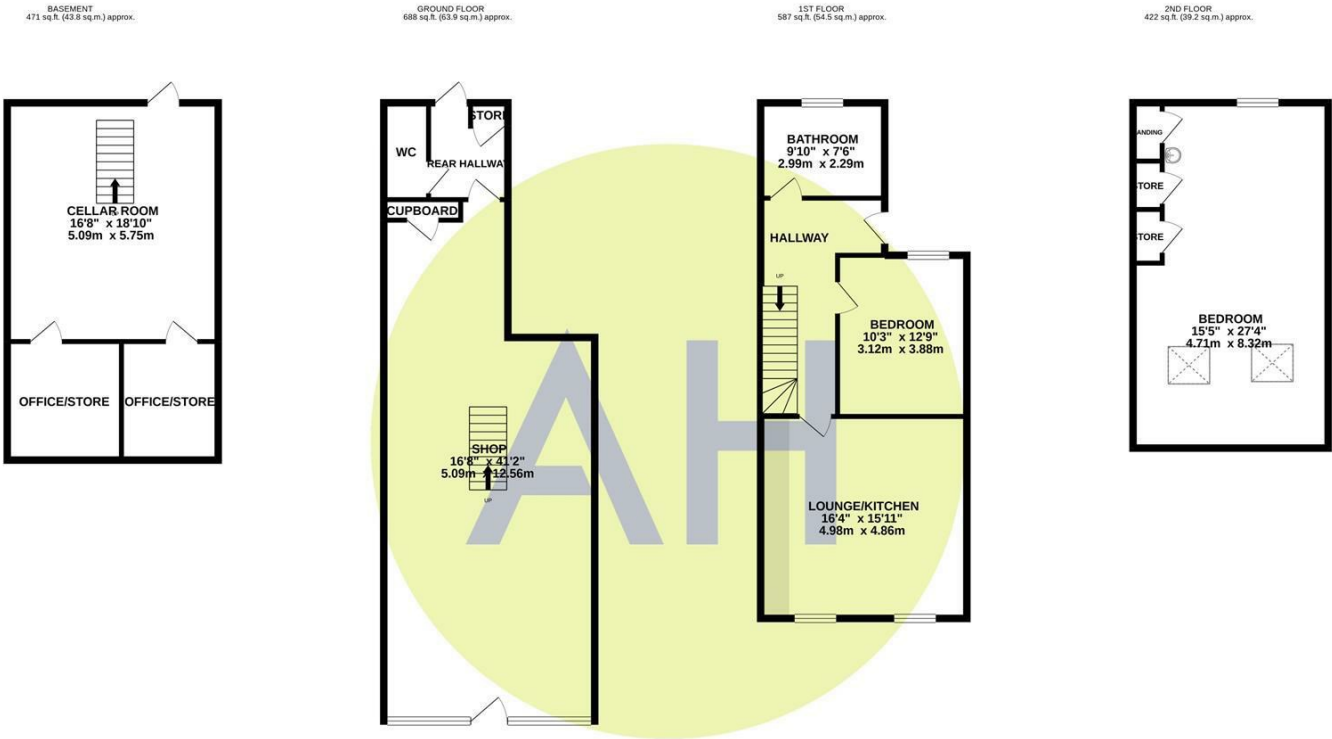 BASEMENT
471 sq.ft. (43.8 sq.m.) approx.
CELLAR ROOM
16'8" x 18'10"
5.09m x 5.75m
OFFICE/STORE
OFFICE/STORE
GROUND FLOOR
688 sq.ft. (63.9 sq.m.) approx.
STORE
WC
REAR HALLWAY
CUPBOARD
SHOP
16'8" x 41'2"
5.09m x 12.56m
UP
AH
1ST FLOOR
587 sq.ft. (54.5 sq.m.) approx.
BATHROOM
9'10" x 7'6"
2.99m x 2.29m
HALLWAY
UP
BEDROOM
10'3" x 12'9"
3.12m x 3.88m
LOUNGE/KITCHEN
16'4" x 15'11"
4.98m x 4.86m
2ND FLOOR
422 sq.ft. (39.2 sq.m.) approx.
LANDING
STORE
STORE
BEDROOM
15'5" x 27'4"
4.71m x 8.32m